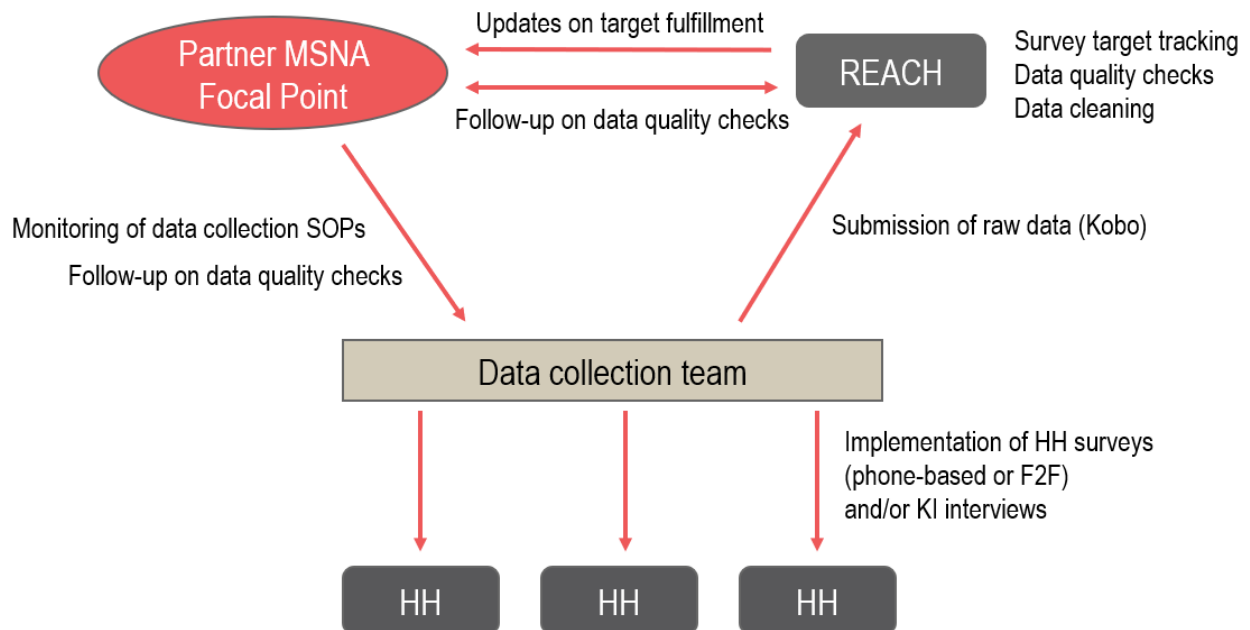 Updates on target fulfillment
Partner MSNA
Focal Point
REACH
Survey target tracking
Data quality checks
Data cleaning
Follow-up on data quality checks
Monitoring of data collection SOPs
Follow-up on data quality checks
Submission of raw data (Kobo)
Data collection team
Implementation of HH surveys
(phone-based or F2F)
and/or KI interviews
HH
HH
HH